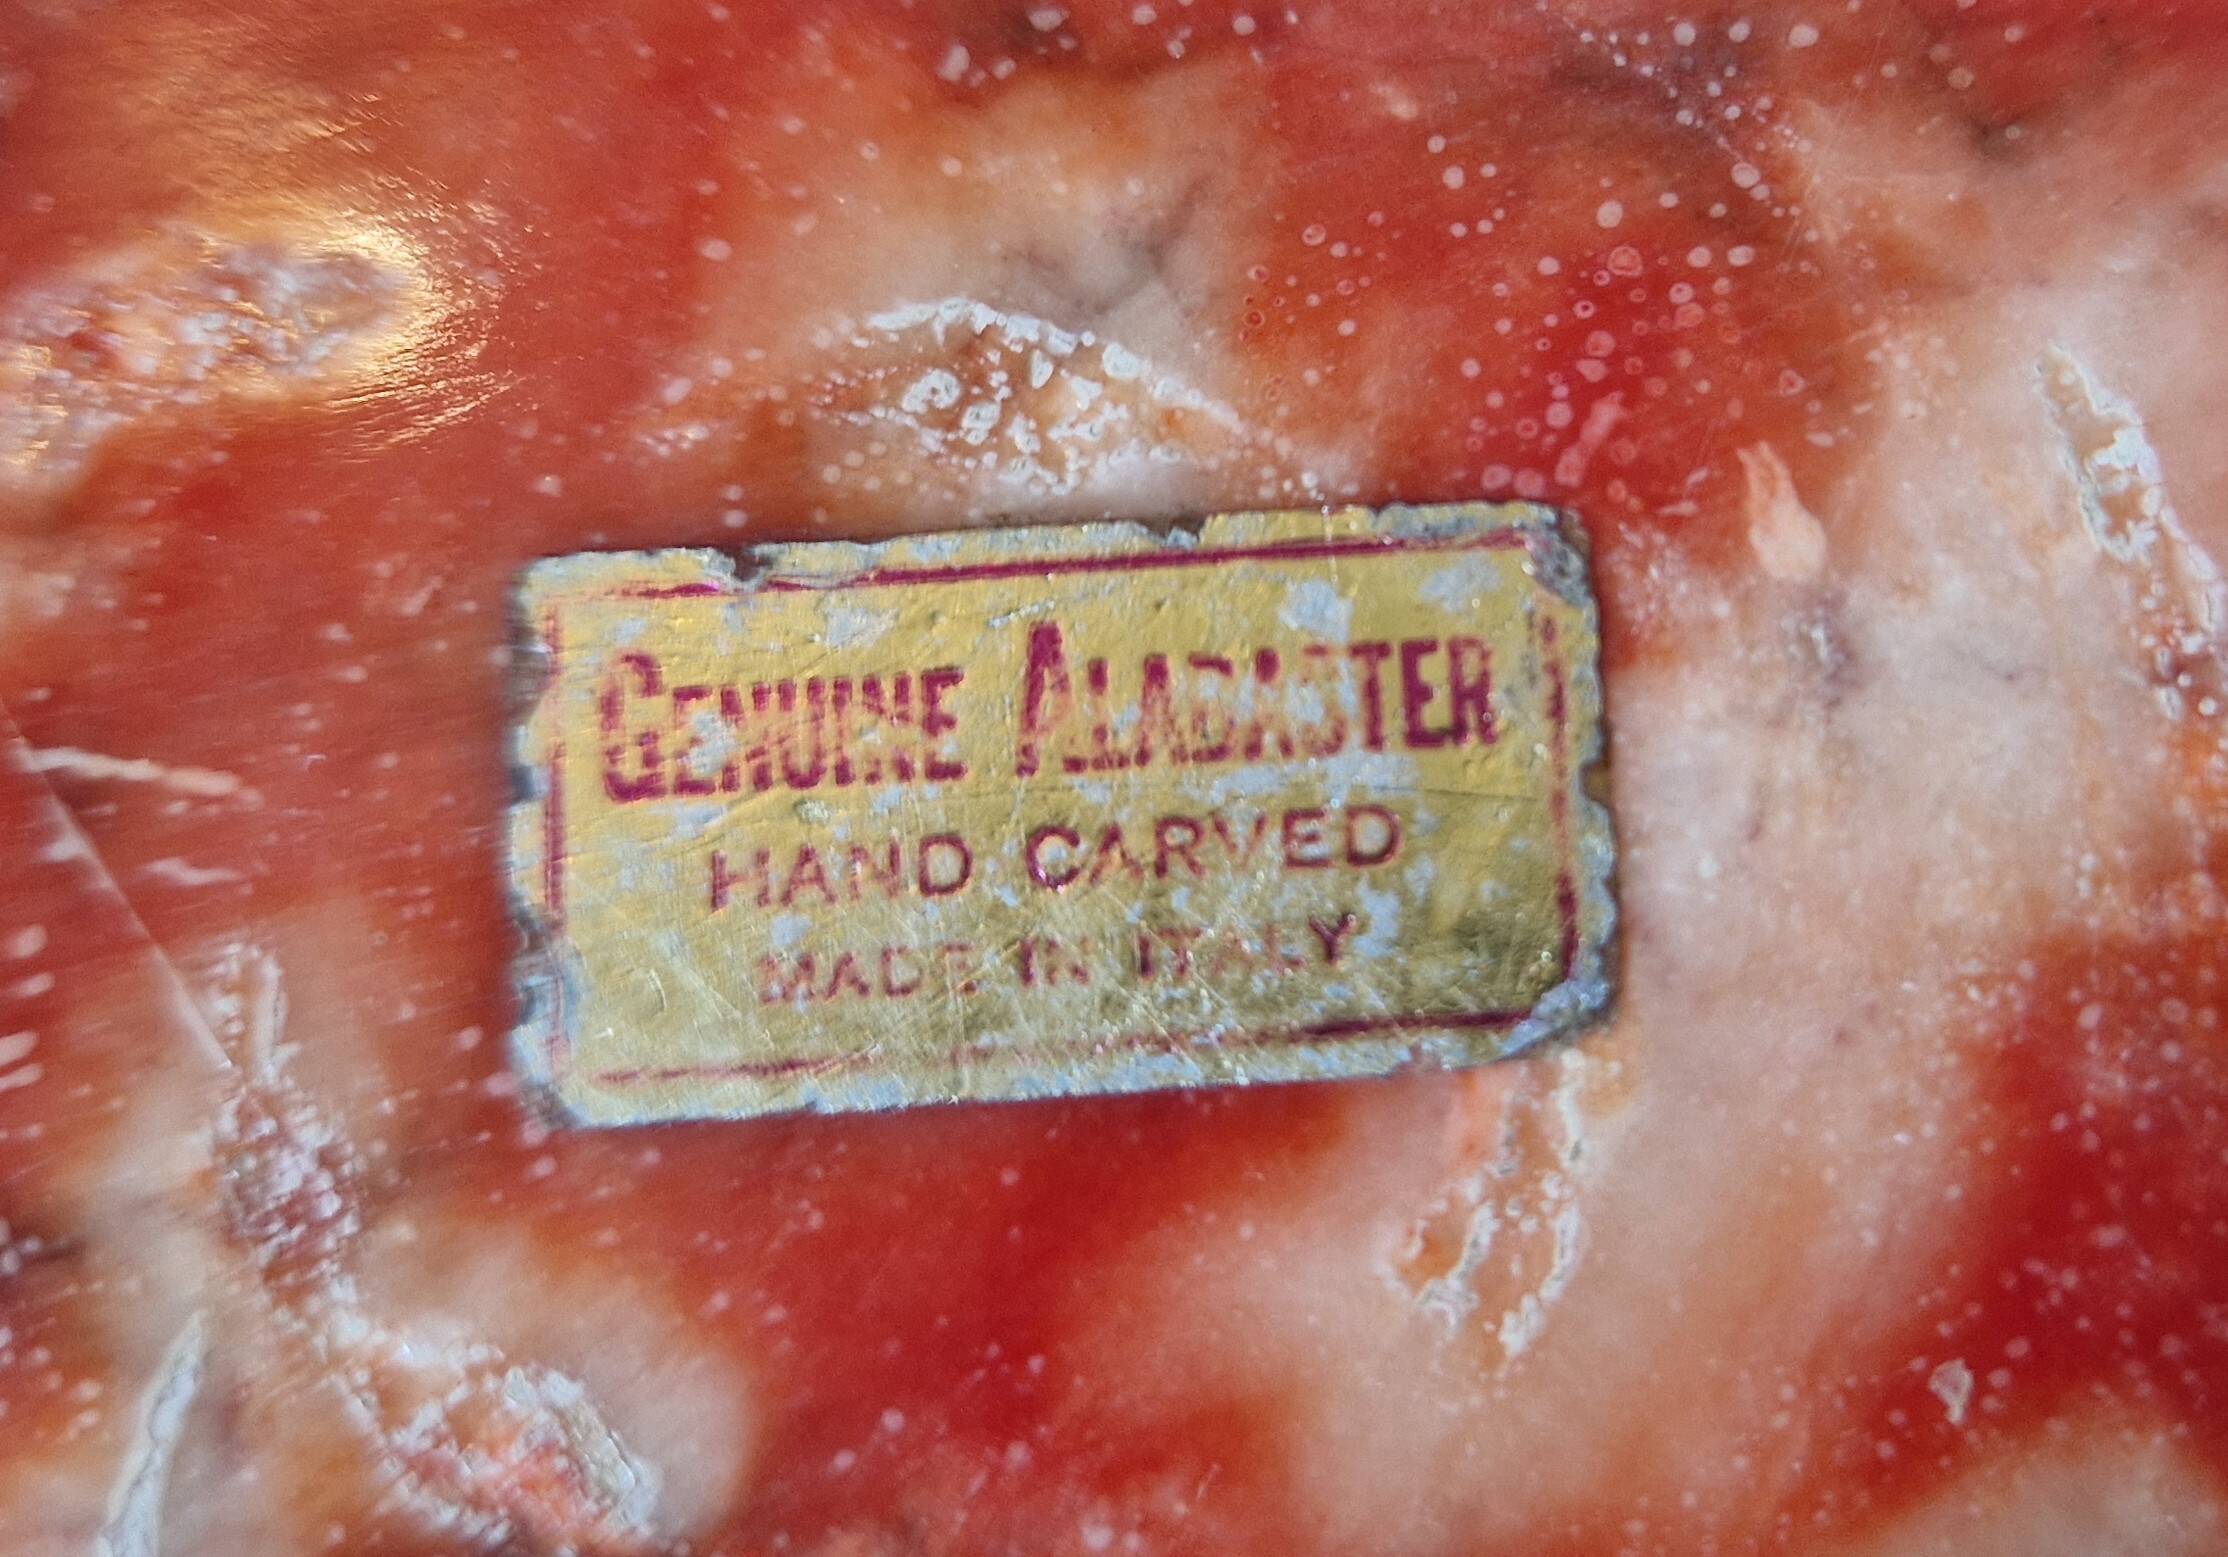 GENUINE ALABASTER
HAND CARVED
MADE IN ITALY